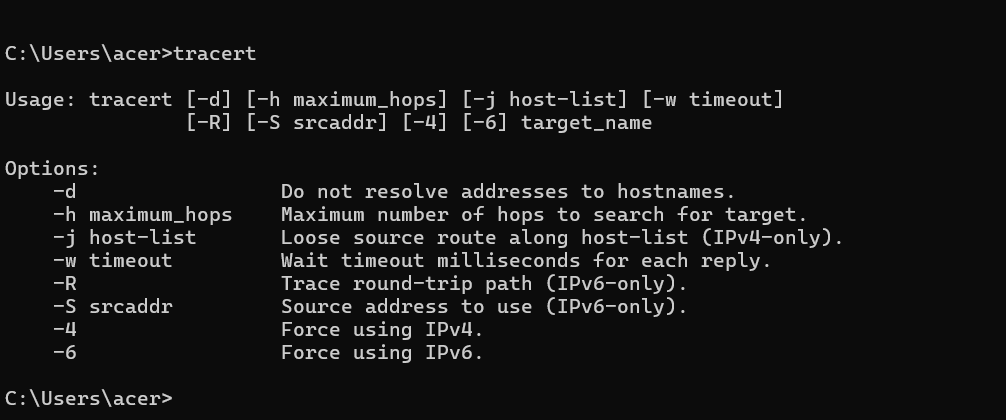 C:\Users\acer>tracert
Usage: tracert [-d] [-h maximum_hops] [-j host-list] [-w timeout]
               [-R] [-S srcaddr] [-4] [-6] target_name
Options:
    -d                 Do not resolve addresses to hostnames.
    -h maximum_hops    Maximum number of hops to search for target.
    -j host-list       Loose source route along host-list (IPv4-only).
    -w timeout         Wait timeout milliseconds for each reply.
    -R                 Trace round-trip path (IPv6-only).
    -S srcaddr         Source address to use (IPv6-only).
    -4                 Force using IPv4.
    -6                 Force using IPv6.
C:\Users\acer>